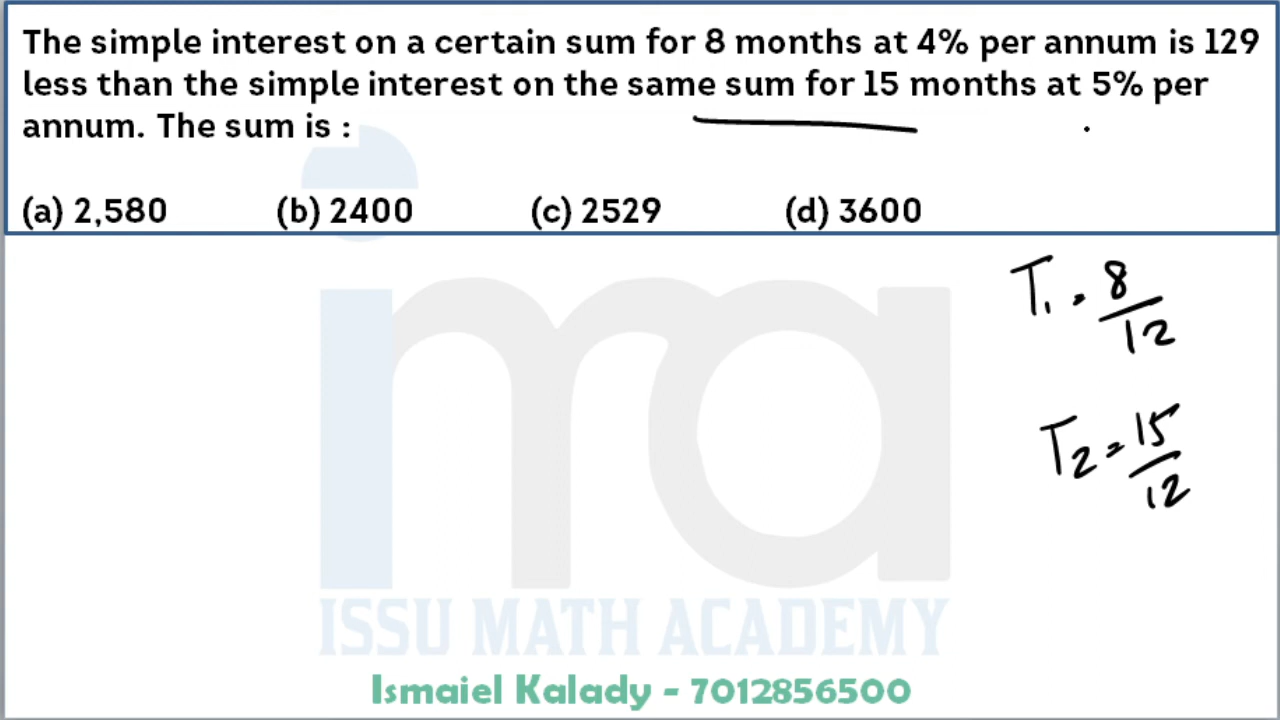 The simple interest on a certain sum for 8 months at 4% per annum is 129
less than the simple interest on the same sum for 15 months at 5% per
annum. The sum is :
(a) 2,580 (b) 2400 (c) 2529 (d) 3600
T₁ = 8/12
T₂ = 15/12
ima
ISSU MATH ACADEMY
Ismaiel Kalady - 7012856500